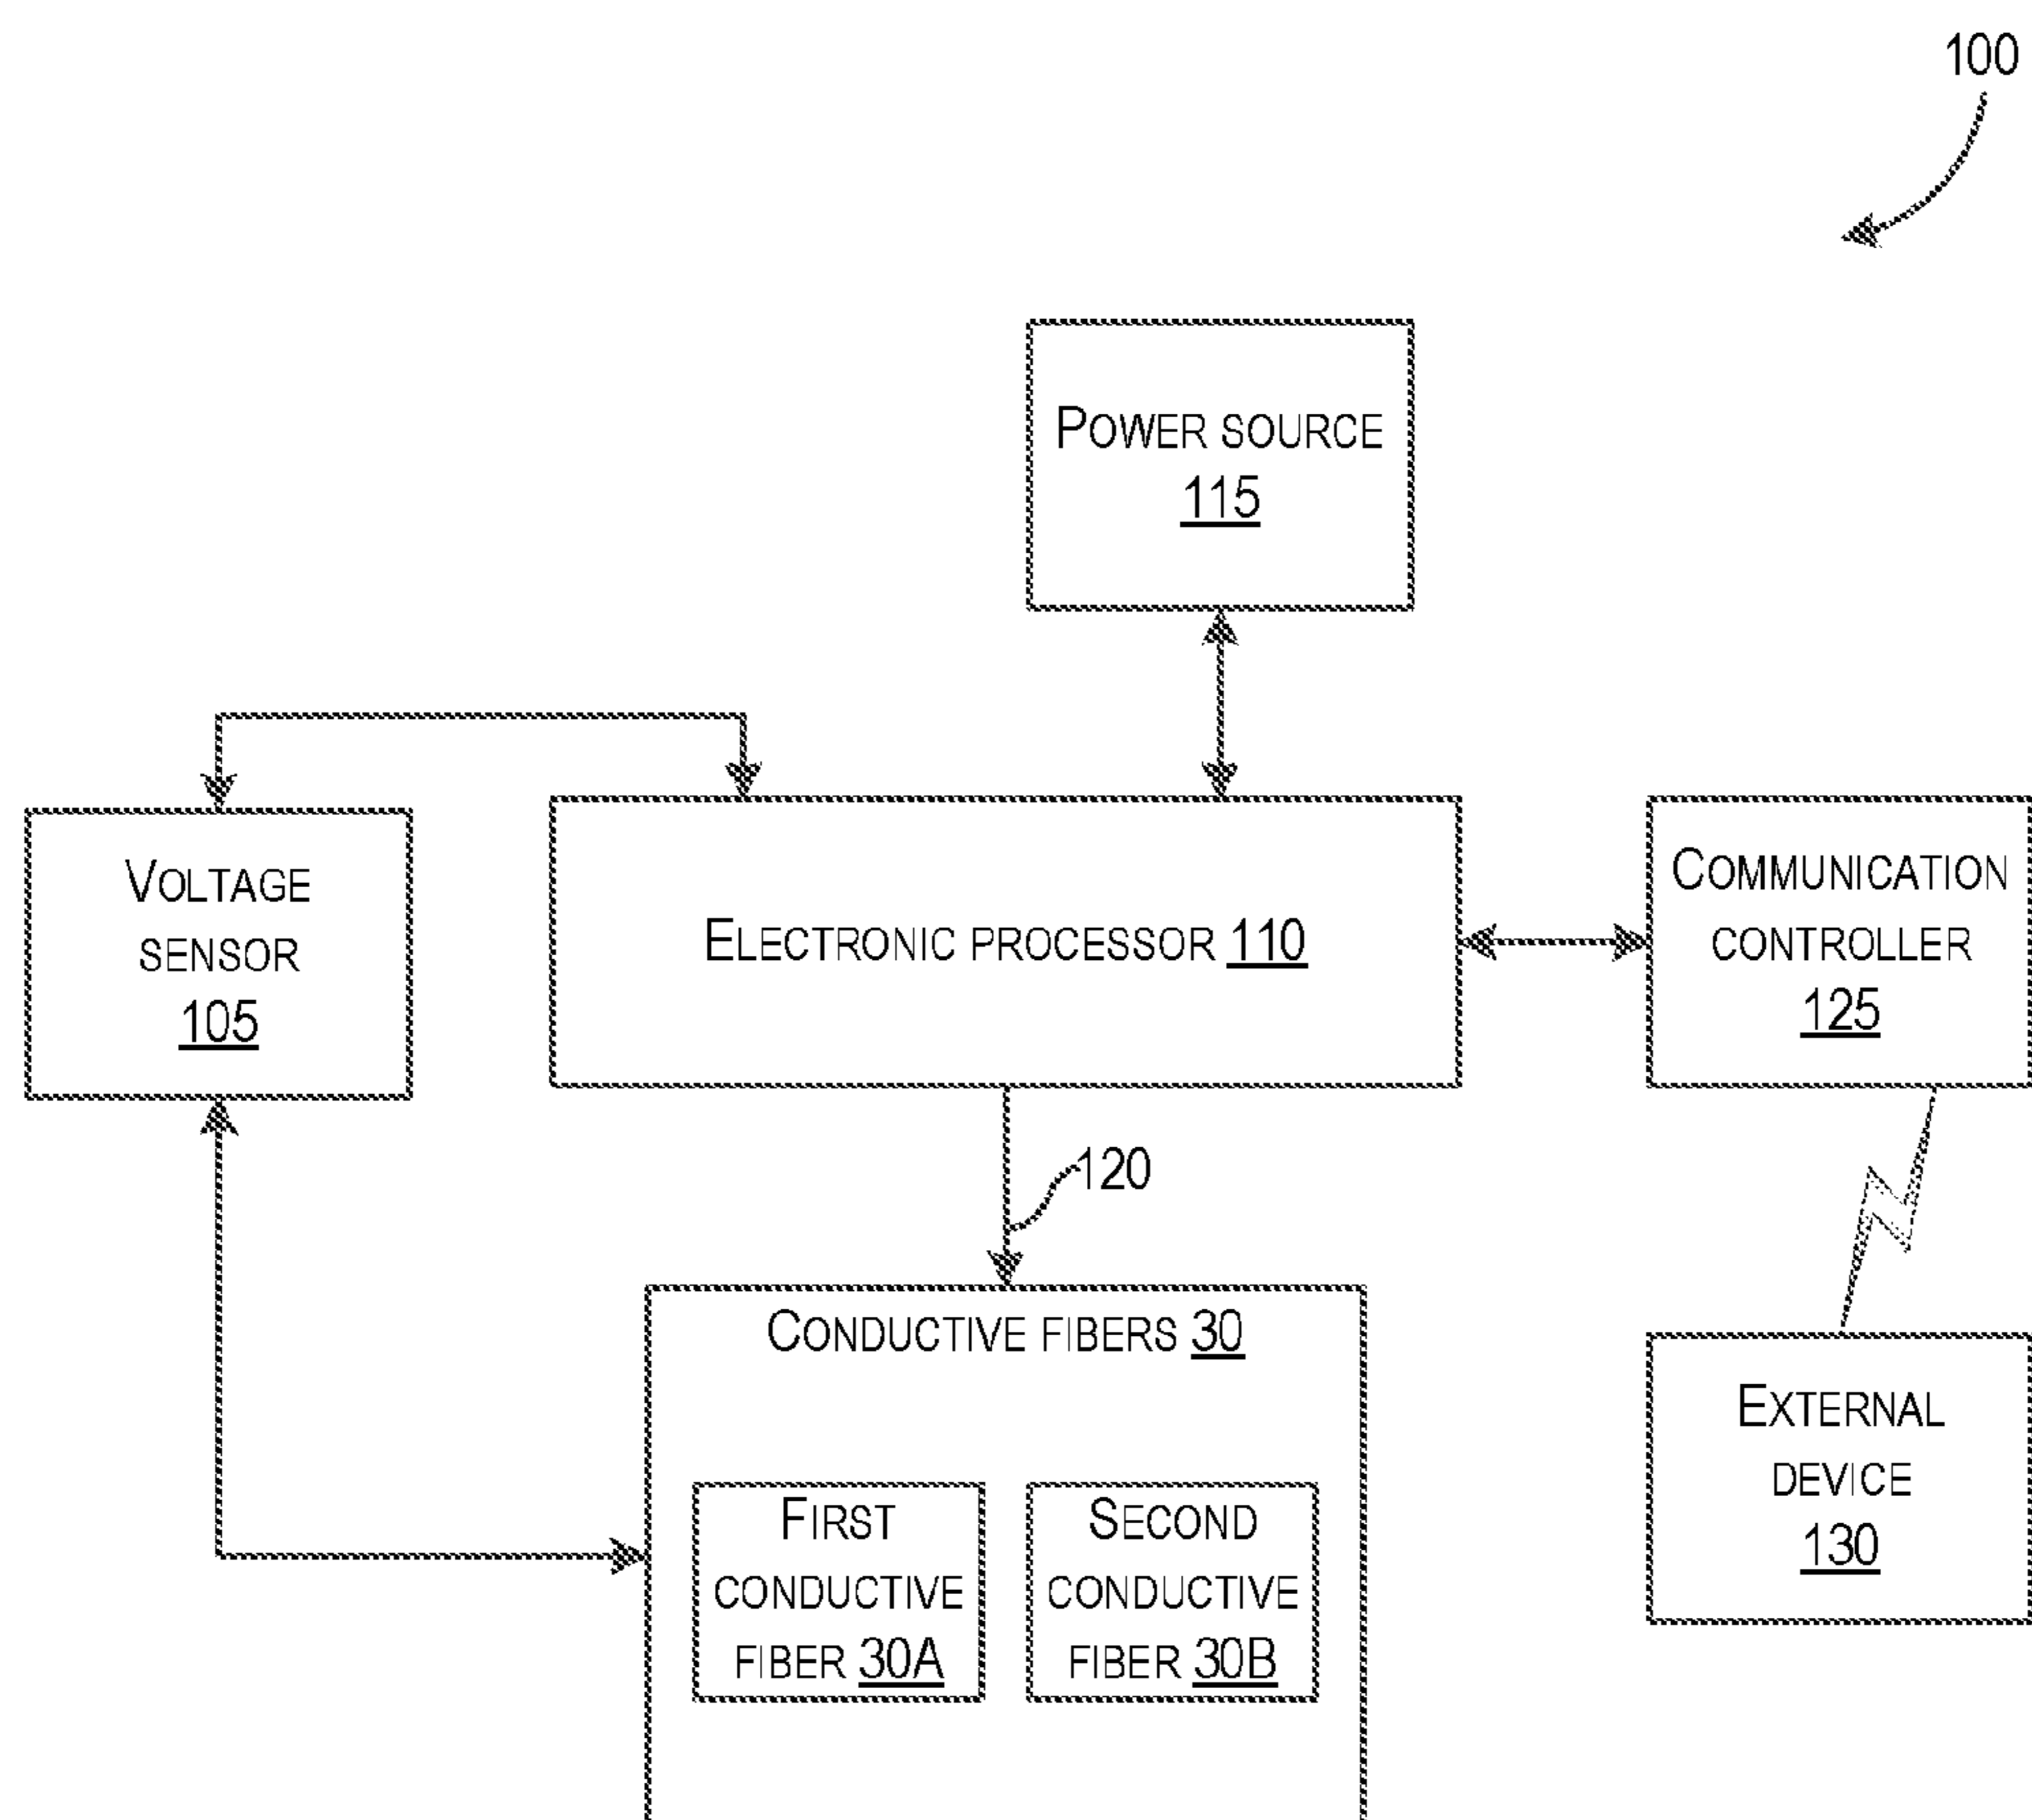 100
POWER SOURCE
115
VOLTAGE
SENSOR
105
ELECTRONIC PROCESSOR 110
COMMUNICATION
CONTROLLER
125
120
CONDUCTIVE FIBERS 30
FIRST
CONDUCTIVE
FIBER 30A
SECOND
CONDUCTIVE
FIBER 30B
EXTERNAL
DEVICE
130